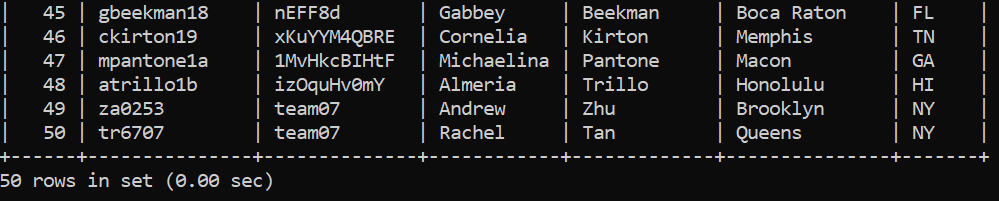 |   45 | gbeekman18    | nEFF8d      | Gabbey     | Beekman     | Boca Raton    | FL    |
|   46 | ckirton19     | xKuYYM4QBRE | Cornelia   | Kirton      | Memphis       | TN    |
|   47 | mpantone1a    | 1MvHkcBIHtF | Michaelina | Pantone     | Macon         | GA    |
|   48 | atrillo1b     | izOquHv0mY  | Almeria    | Trillo      | Honolulu      | HI    |
|   49 | za0253        | team07      | Andrew     | Zhu         | Brooklyn      | NY    |
|   50 | tr6707        | team07      | Rachel     | Tan         | Queens        | NY    |
+------+---------------+-------------+------------+-------------+---------------+-------+
50 rows in set (0.00 sec)